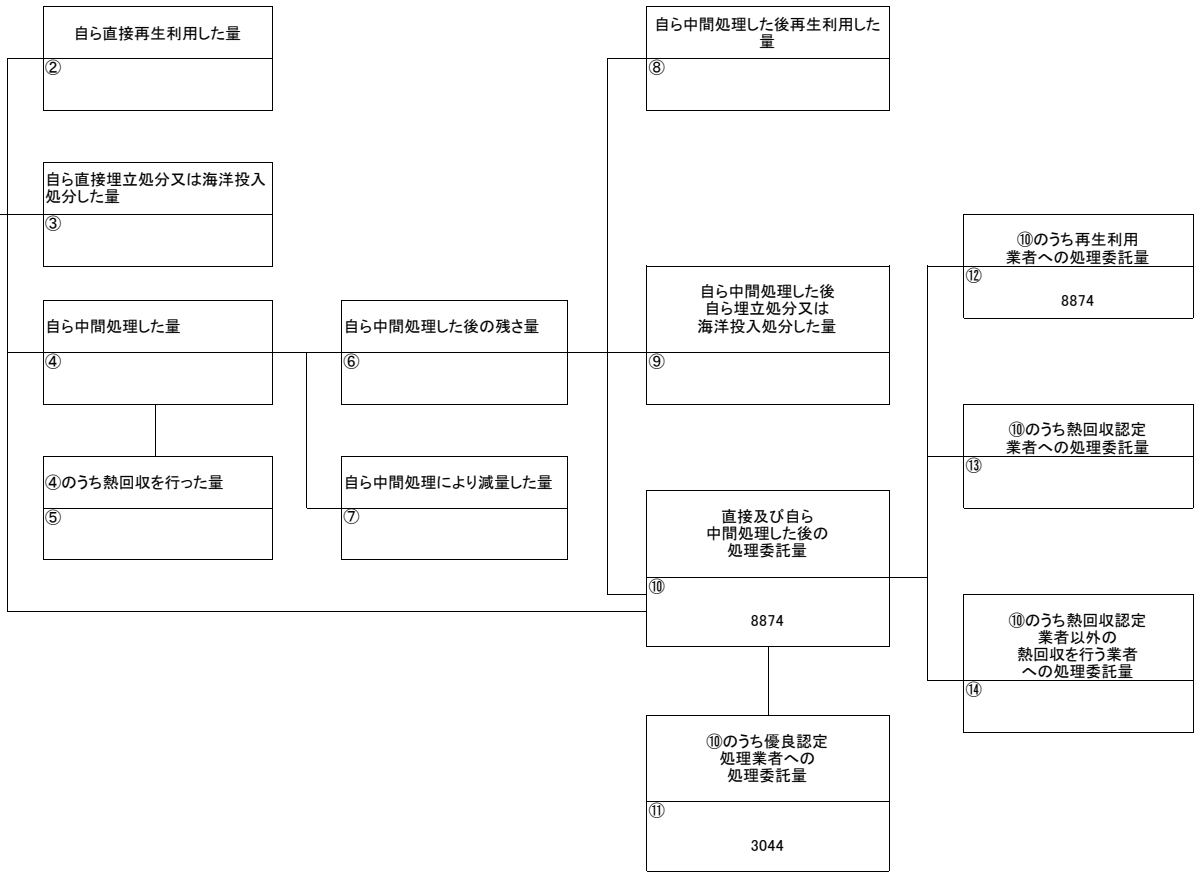 自ら直接再生利用した量
②
自ら直接埋立処分又は海洋投入
処分した量
③
自ら中間処理した量
④
④のうち熱回収を行った量
⑤
自ら中間処理した後の残さ量
⑥
自ら中間処理により減量した量
⑦
自ら中間処理した後再生利用した
量
⑧
自ら中間処理した後
自ら埋立処分又は
海洋投入処分した量
⑨
直接及び自ら
中間処理した後の
処理委託量
⑩
8874
⑩のうち優良認定
処理業者への
処理委託量
⑪
3044
⑩のうち再生利用
業者への処理委託量
⑫
8874
⑩のうち熱回収認定
業者への処理委託量
⑬
⑩のうち熱回収認定
業者以外の
熱回収を行う業者
への処理委託量
⑭